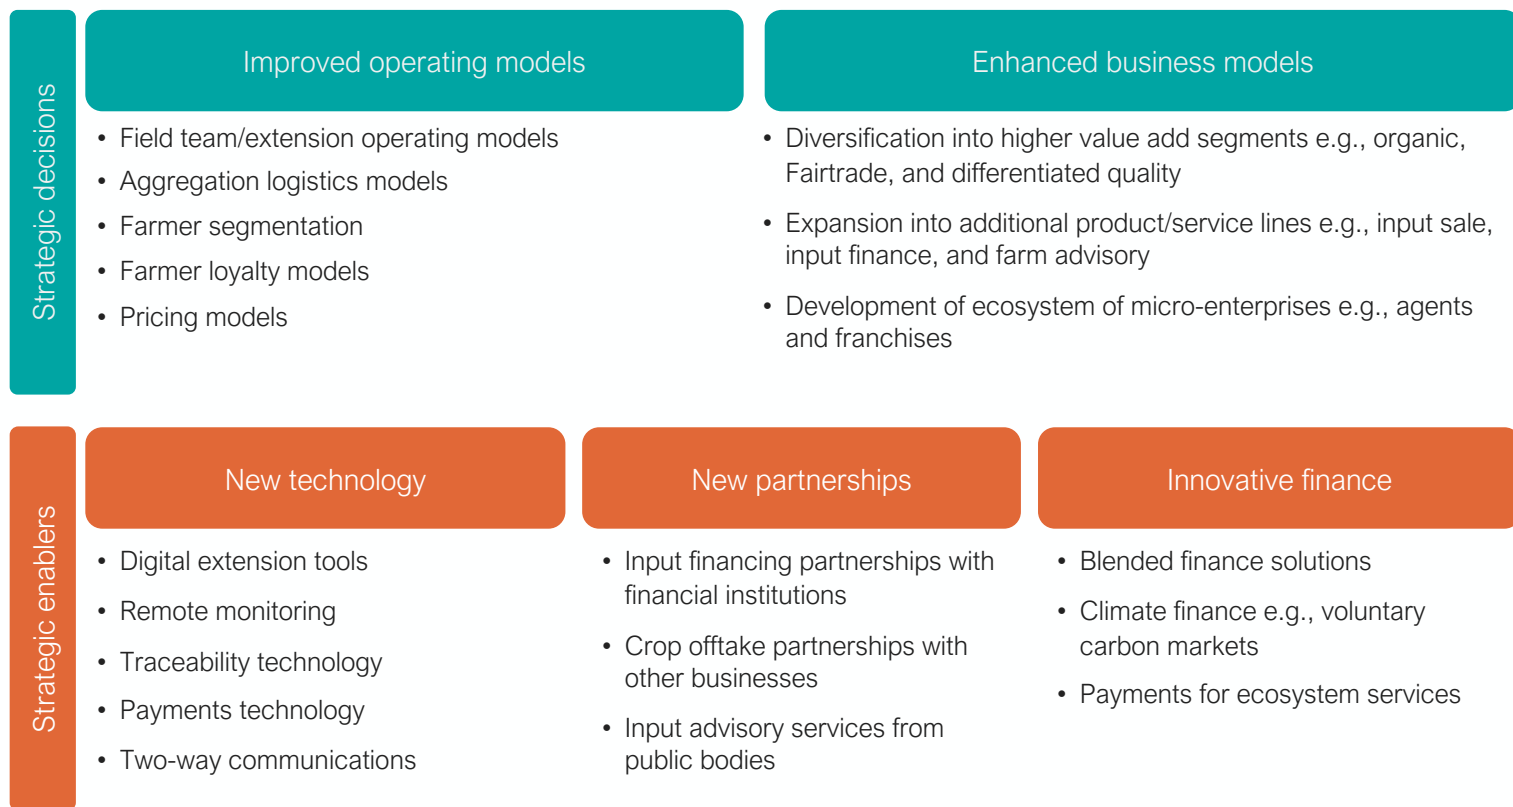 Strategic decisions
Improved operating models
• Field team/extension operating models
• Aggregation logistics models
• Farmer segmentation
• Farmer loyalty models
• Pricing models
Enhanced business models
• Diversification into higher value add segments e.g., organic,
Fairtrade, and differentiated quality
• Expansion into additional product/service lines e.g., input sale,
input finance, and farm advisory
• Development of ecosystem of micro-enterprises e.g., agents
and franchises
Strategic enablers
New technology
• Digital extension tools
• Remote monitoring
• Traceability technology
• Payments technology
• Two-way communications
New partnerships
• Input financing partnerships with
financial institutions
• Crop offtake partnerships with
other businesses
• Input advisory services from
public bodies
Innovative finance
• Blended finance solutions
• Climate finance e.g., voluntary
carbon markets
• Payments for ecosystem services